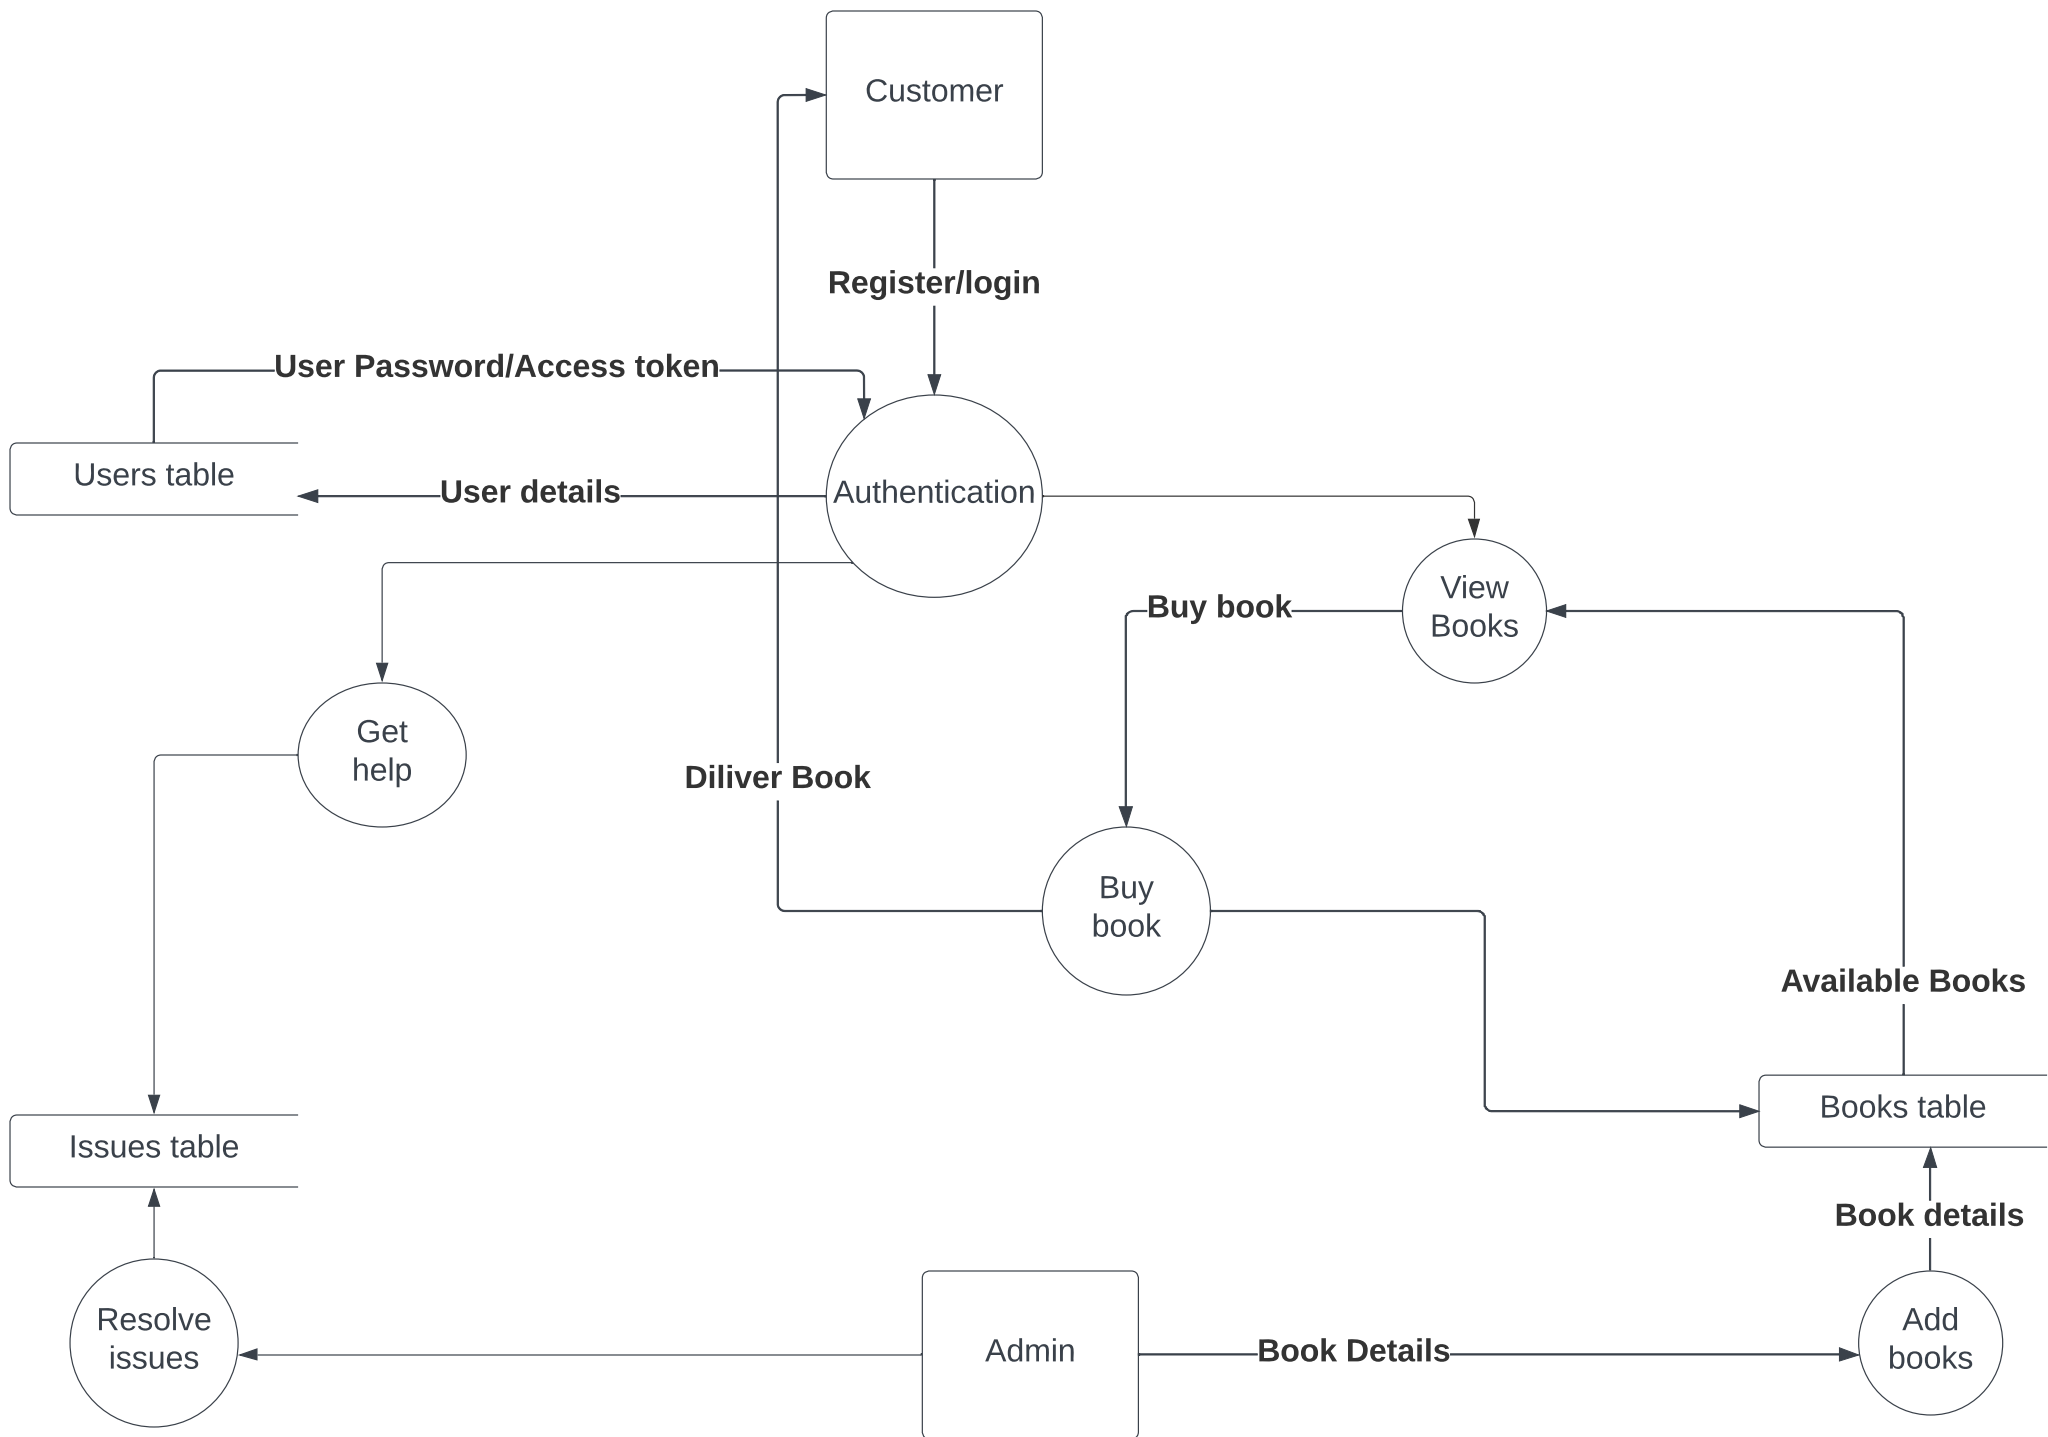 Customer
Register/login
User Password/Access token
Users table
User details
Authentication
View
Books
Buy book
Get
help
Diliver Book
Buy
book
Available Books
Books table
Issues table
Book details
Resolve
issues
Admin
Book Details
Add
books